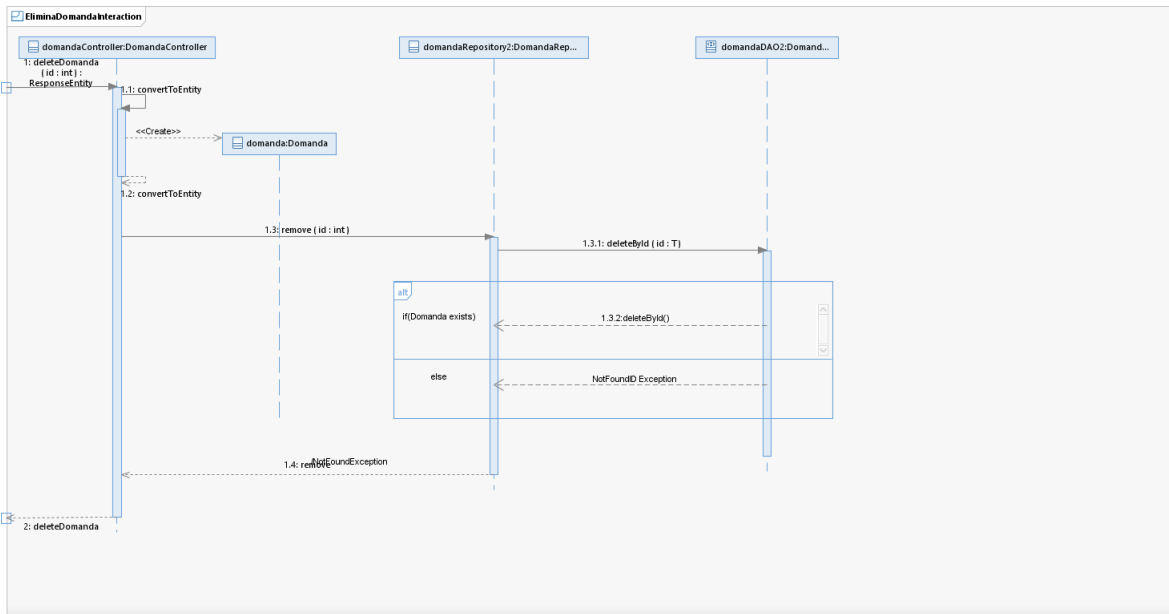 EliminaDomandaInteraction
domandaController:DomandaController
domandaRepository2:DomandaRep...
domandaDAO2:Domand...
1: deleteDomanda
( id : int ) :
ResponseEntity
1.1: convertToEntity
<<Create>>
domanda:Domanda
1.2: convertToEntity
1.3: remove ( id : int )
1.3.1: deleteById ( id : T)
alt
if(Domanda exists)
1.3.2:deleteById()
else
NotFoundID Exception
1.4: remove
/NotFoundException
2: deleteDomanda